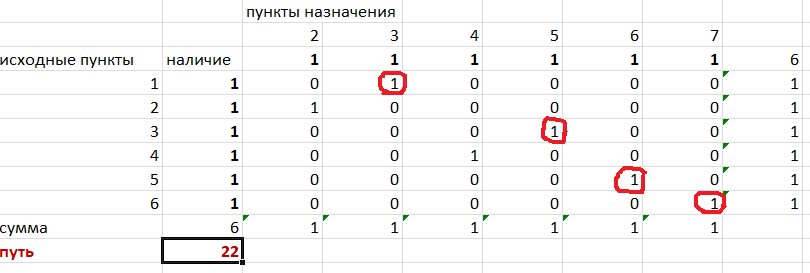 пункты назначения
2 3 4 5 6 7
исходные пункты наличие 1 1 1 1 1 1 6
1 1 0 1 0 0 0 0 1
2 1 1 0 0 0 0 0 1
3 1 0 0 0 1 0 0 1
4 1 0 0 1 0 0 0 1
5 1 0 0 0 0 1 0 1
6 1 0 0 0 0 0 1 1
сумма 6 1 1 1 1 1 1
путь 22